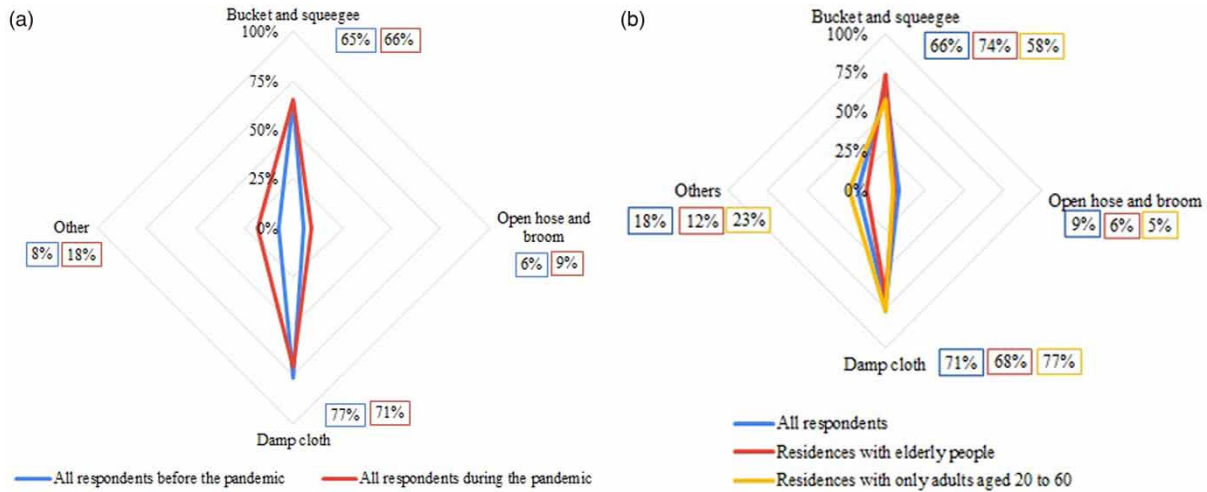 (a)
Bucket and squeegee
100%
65% 66%
75%
50%
25%
0%
Other
8% 18%
Open hose and
broom
6% 9%
77% 71%
Damp cloth
All respondents before the pandemic
All respondents during the pandemic
(b)
Bucket and squeegee
100%
66% 74% 58%
75%
50%
25%
0%
Others
18% 12% 23%
Open hose and broom
9% 6% 5%
Damp cloth
71% 68% 77%
All respondents
Residences with elderly people
Residences with only adults aged 20 to 60